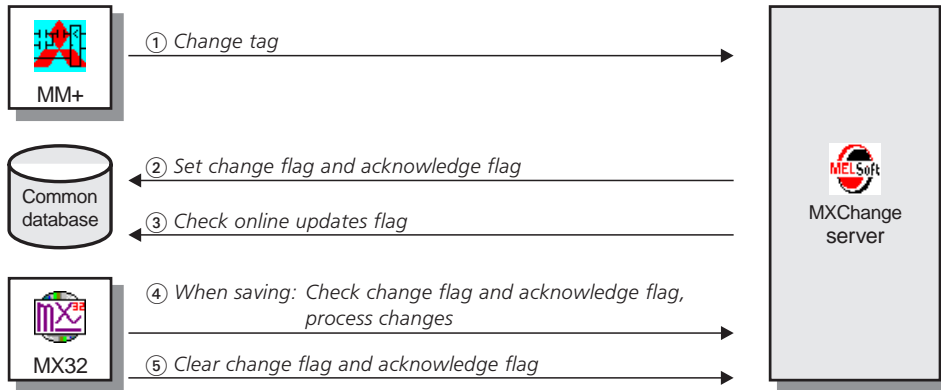 ① Change tag
MM+
② Set change flag and acknowledge flag
Common
database
③ Check online updates flag
MELSoft
MXChange
server
④ When saving: Check change flag and acknowledge flag,
process changes
mx32
MX32
⑤ Clear change flag and acknowledge flag